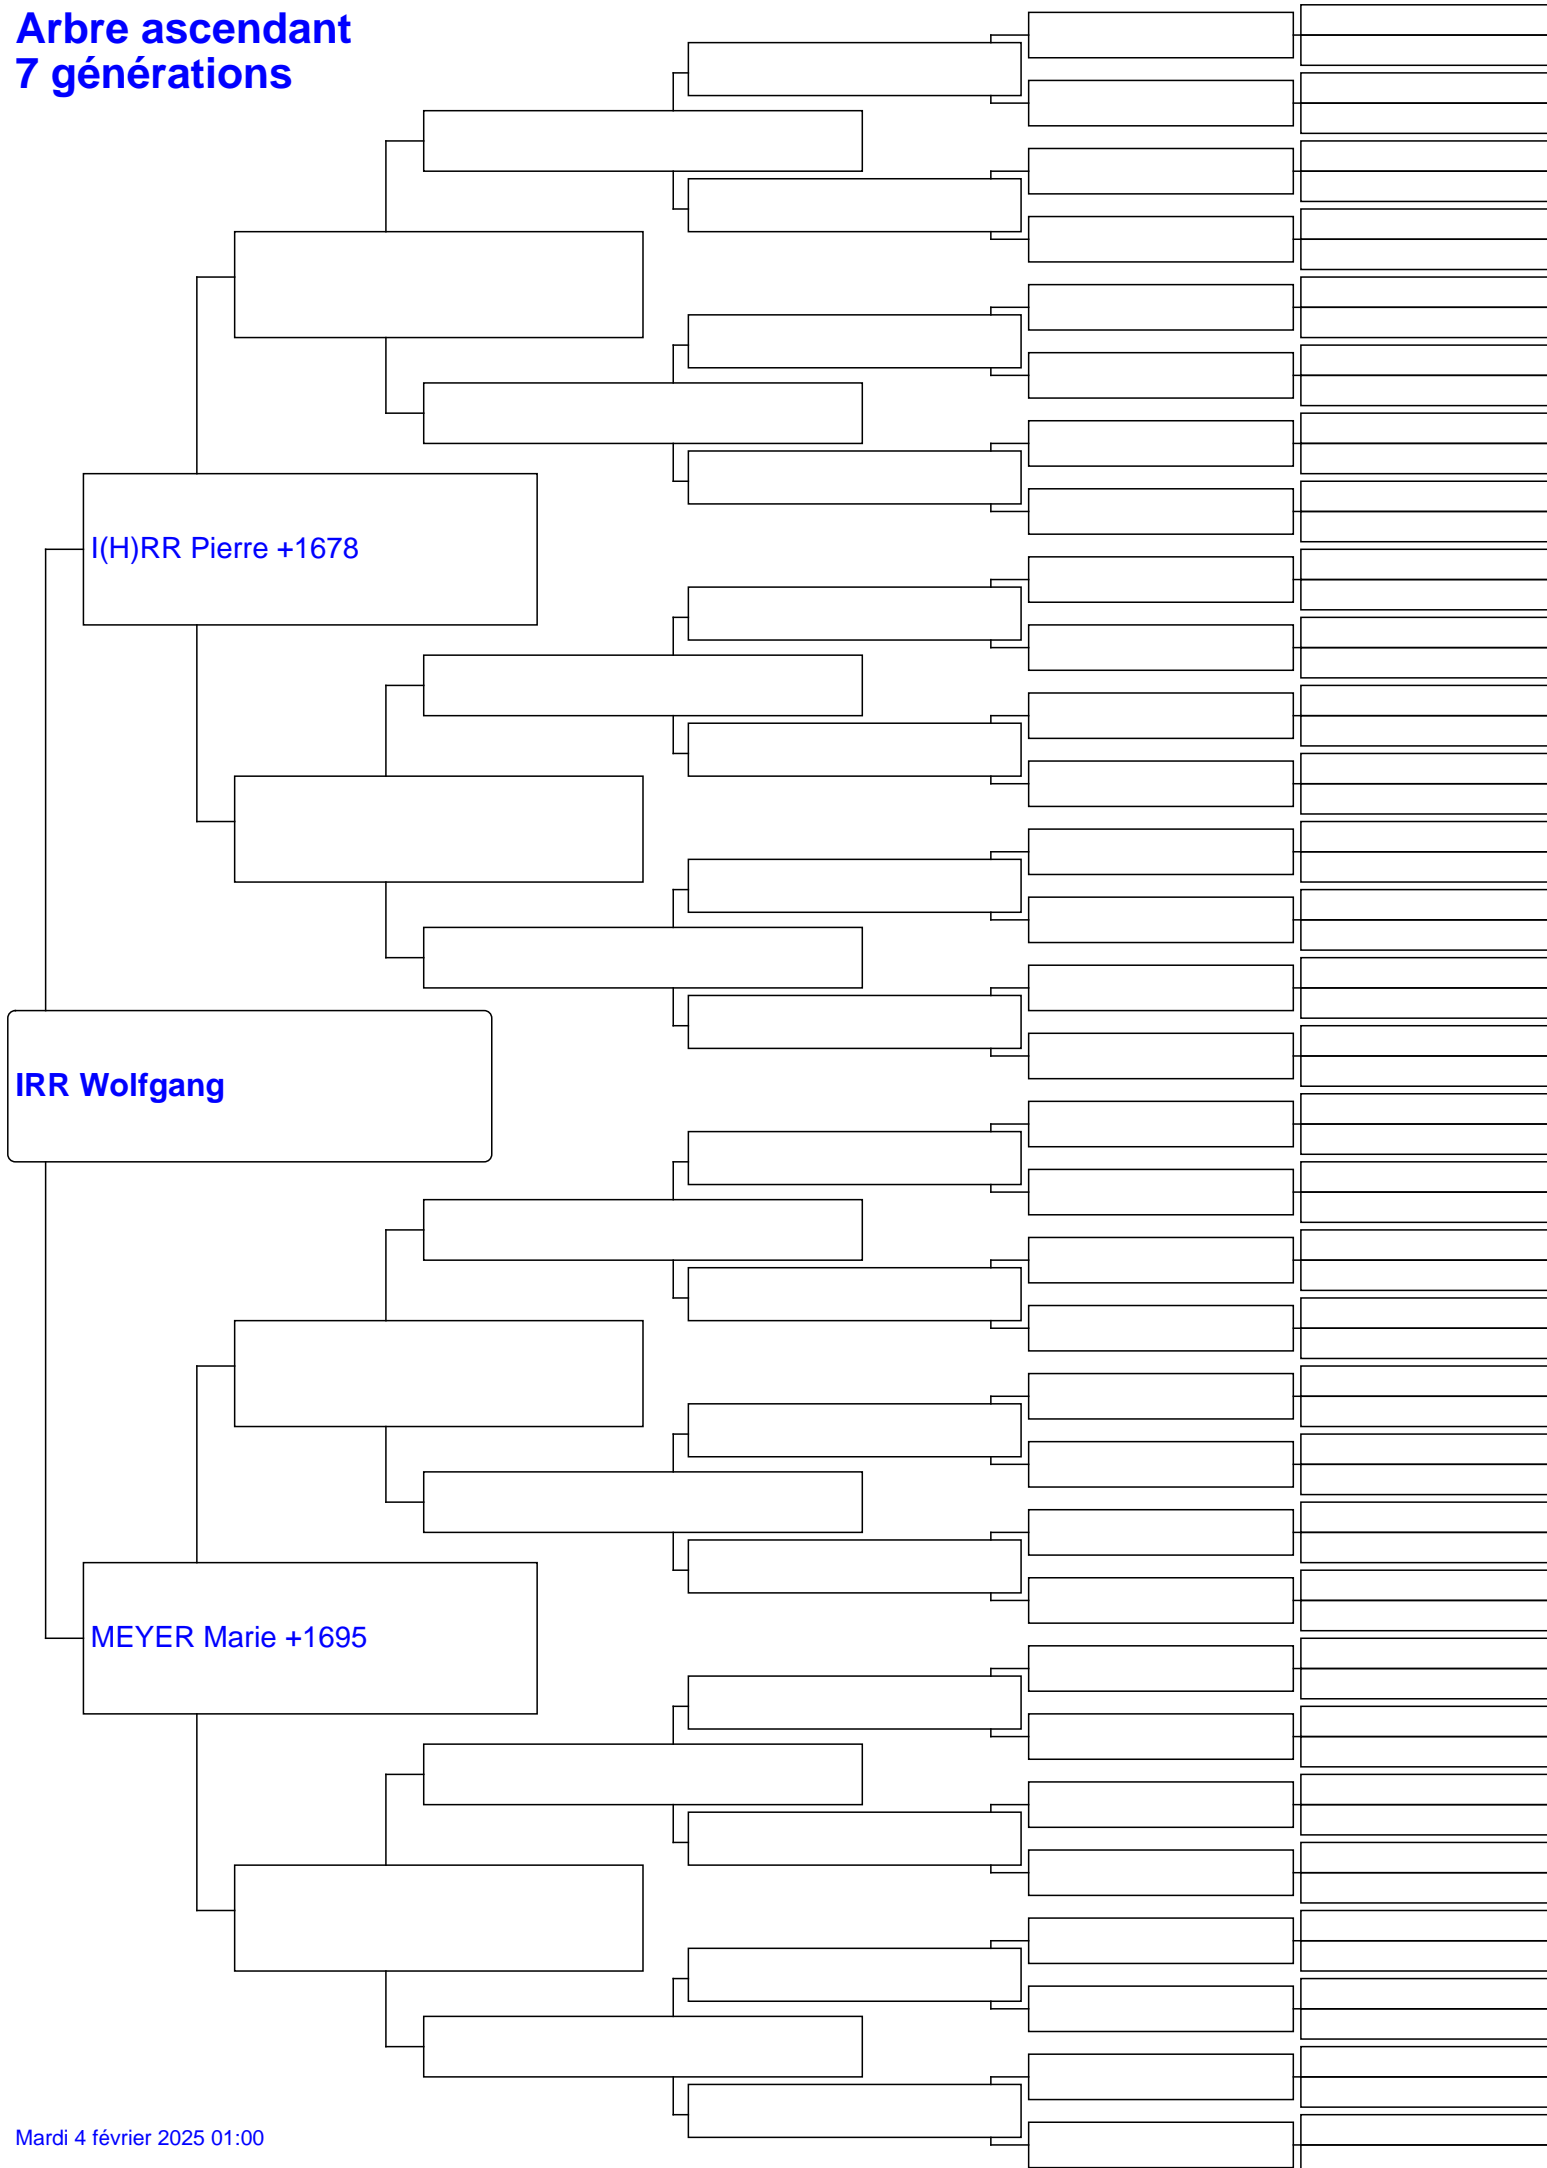 Arbre ascendant
7 générations
I(H)RR Pierre +1678
IRR Wolfgang
MEYER Marie +1695
Mardi 4 février 2025 01:00